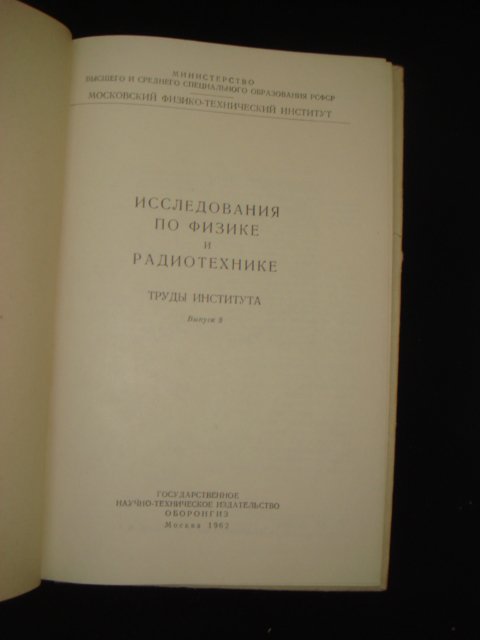 МИНИСТЕРСТВО
ВЫСШЕГО И СРЕДНЕГО СПЕЦИАЛЬНОГО ОБРАЗОВАНИЯ РСФСР
МОСКОВСКИЙ ФИЗИКО-ТЕХНИЧЕСКИЙ ИНСТИТУТ
ИССЛЕДОВАНИЯ
ПО ФИЗИКЕ
И
РАДИОТЕХНИКЕ
ТРУДЫ ИНСТИТУТА
Выпуск
ГОСУДАРСТВЕННОЕ
НАУЧНО-ТЕХНИЧЕСКОЕ ИЗДАТЕЛЬСТВО
ОБОРОНГИЗ
Москва 1962